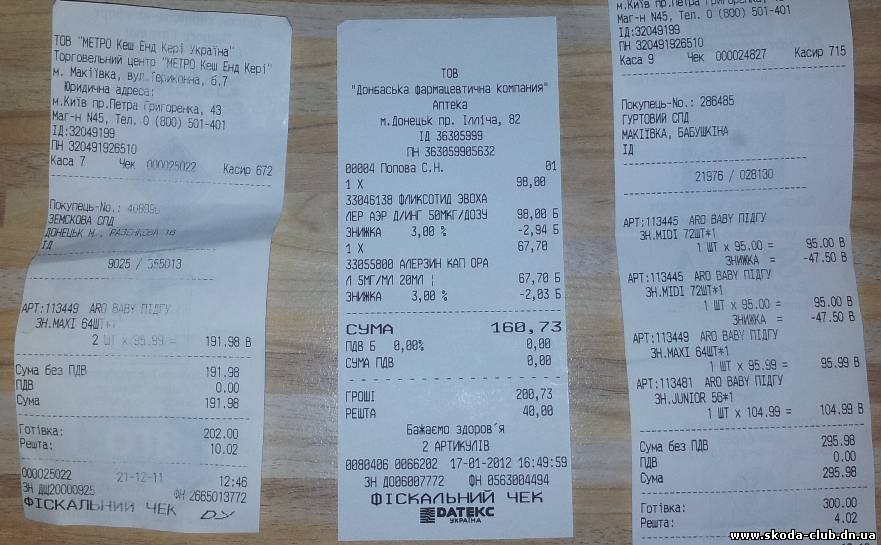 ТОВ "МЕТРО Кеш Енд Кері Україна"
Торговельний центр "МЕТРО Кеш Енд Кері"
м. Макіївка, вул.Териконна, б.7
Юридична адреса:
м.Київ пр.Петра Григоренка, 43
Маг-н N45, Тел. 0 (800) 501-401
ІД:32049199
ПН 320491926510
Каса 7 Чек 000025022 Касир 672
Покупець-No.:
ЗЕМСКОВА СПД
ДОНЕЦЬК М.,
ІД
9025 / 355013
АРТ:113449 ARO BABY ПІДГУ
ЗН.MAXI 64ШТ*1
2 ШТ x 95.99 = 191.98 В
Сума без ПДВ 191.98
ПДВ 0.00
Сума 191.98
Готівка: 202.00
Решта: 10.02
000025022 21-12-11 12:46
ЗН ДЩ20000925 ФН 2665013772
ФІСКАЛЬНИЙ ЧЕК
ТОВ
"Донбаська фармацевтична компания"
Аптека
м.Донецьк пр. Ілліча, 82
ІД 36305999
ПН 363059905632
00004 Попова С.Н. 01
1 X 98,00
33046138 ФЛИКСОТИД ЭВОХА
ЛЕР АЭР Д/ИНГ 50МКГ/ДОЗУ 98,00 Б
ЗНИЖКА 3,00 % -2,94 Б
1 X 67,70
33055800 АЛЕРЗИН КАП ОРА
Л 5МГ/МЛ 20МЛ ¦ 67,70 Б
ЗНИЖКА 3,00 % -2,03 Б
СУМА 160,73
ПДВ Б 0,00% 0,00
СУМА ПДВ 0,00
ГРОШІ 200,73
РЕШТА 40,00
Бажаємо здоров´я
2 АРТИКУЛІВ
0080406 0066202 17-01-2012 16:49:59
ЗН ДО06007772 ФН 0563004494
ФІСКАЛЬНИЙ ЧЕК
DATEKC
УКРАЇНА
м.Київ пр.Петра Григоренка, 43
Маг-н N45, Тел. 0 (800) 501-401
ІД:32049199
ПН 320491926510
Каса 9 Чек 000024827 Касир 715
Покупець-No.: 286485
ГУРТОВИЙ СПД
МАКІЇВКА, БАБУШКІНА
ІД
21976 / 028130
АРТ:113445 ARO BABY ПІДГУ
ЗН.MIDI 72ШТ*1
1 ШТ x 95.00 = 95.00 В
ЗНИЖКА = -47.50 В
АРТ:113445 ARO BABY ПІДГУ
ЗН.MIDI 72ШТ*1
1 ШТ x 95.00 = 95.00 В
ЗНИЖКА = -47.50 В
АРТ:113449 ARO BABY ПІДГУ
ЗН.MAXI 64ШТ*1
1 ШТ x 95.99 = 95.99 В
АРТ:113481 ARO BABY ПІДГУ
ЗН.JUNIOR 56*1
1 ШТ x 104.99 = 104.99 В
Сума без ПДВ 295.98
ПДВ 0.00
Сума 295.98
Готівка: 300.00
Решта: 4.02
www.skoda-club.dn.ua